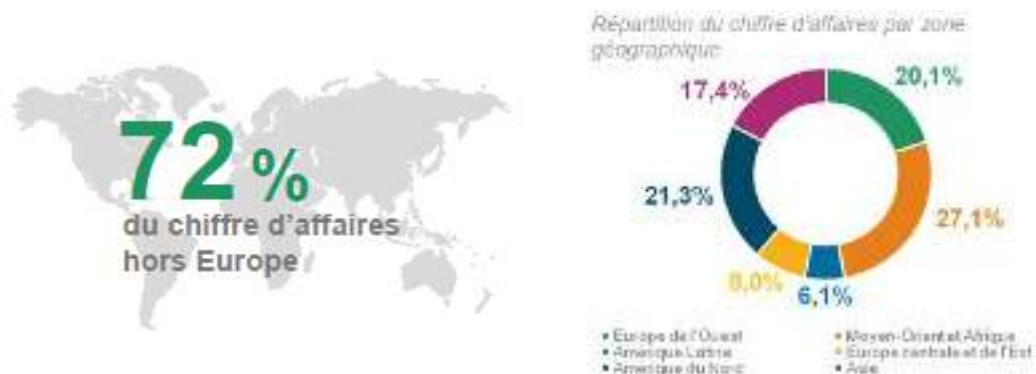 72 %
du chiffre d'affaires
hors Europe
Répartition du chiffre d'affaires par zone
géographique
20,1%
27,1%
6,1%
8,0%
21,3%
17,4%
Europe de l'Ouest
Moyen-Orient et Afrique
Amérique Latine
Europe centrale et de l'Est
Amérique du Nord
Asie